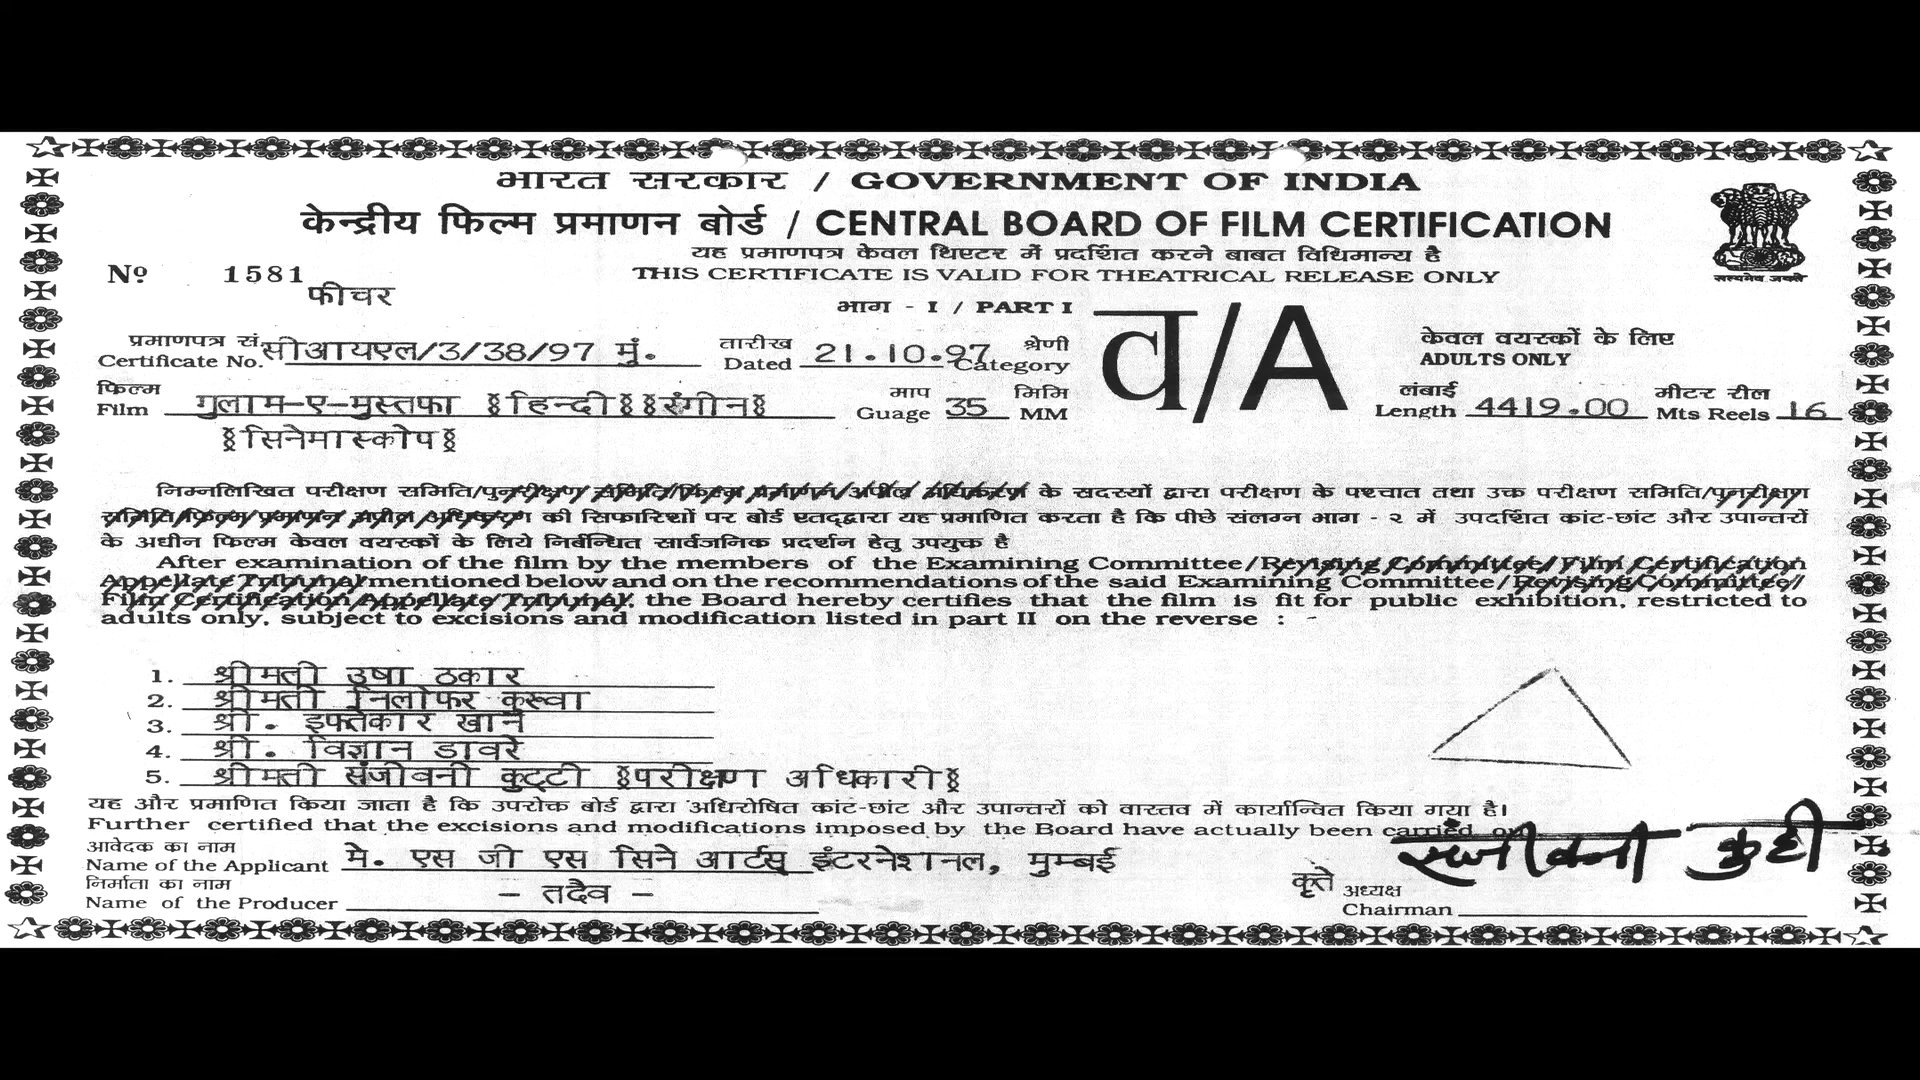 भारत सरकार / GOVERNMENT OF INDIA
केन्द्रीय फिल्म प्रमाणन बोर्ड / CENTRAL BOARD OF FILM CERTIFICATION
यह प्रमाणपत्र केवल थिएटर में प्रदर्शित करने बाबत विधिमान्य है
Nº 1581 THIS CERTIFICATE IS VALID FOR THEATRICAL RELEASE ONLY
सत्यमेव जयते
फीचर
भाग - I / PART I
व/A
प्रमाणपत्र सं. सीआयएल/3/38/97 मुं. तारीख 21.10.97 श्रेणी केवल वयस्कों के लिए
Certificate No. Dated Category ADULTS ONLY
फिल्म गुलाम-ए-मुस्तफा §हिन्दी§§रंगीन§ माप 35 मिमि लंबाई 4419.00 मीटर रील 16
Film Guage MM Length Mts Reels
§सिनेमास्कोप§
निम्नलिखित परीक्षण समिति/पुनरीक्षण समिति/फिल्म प्रमाणन अपील अधिकरण के सदस्यों द्वारा परीक्षण के पश्चात तथा उक्त परीक्षण समिति/पुनरीक्षण
समिति/फिल्म प्रमाणन अपील अधिकरण की सिफारिशों पर बोर्ड एतद्द्वारा यह प्रमाणित करता है कि पीछे संलग्न भाग - २ में उपदर्शित कांट-छांट और उपान्तरों
के अधीन फिल्म केवल वयस्कों के लिये निर्बन्धित सार्वजनिक प्रदर्शन हेतु उपयुक्त है
After examination of the film by the members of the Examining Committee/Revising Committee/Film Certification
Appellate Tribunal mentioned below and on the recommendations of the said Examining Committee/Revising Committee/
Film Certification Appellate Tribunal, the Board hereby certifies that the film is fit for public exhibition, restricted to
adults only, subject to excisions and modification listed in part II on the reverse : -
1. श्रीमती उषा ठकार
2. श्रीमती निलोफर कुरुवा
3. श्री. इफ्तेकार खान
4. श्री. विज्ञान डावरे
5. श्रीमती संजीवनी कुट्टी §परीक्षण अधिकारी§
यह और प्रमाणित किया जाता है कि उपरोक्त बोर्ड द्वारा अधिरोपित कांट-छांट और उपान्तरों को वास्तव में कार्यान्वित किया गया है।
Further certified that the excisions and modifications imposed by the Board have actually been carried
संजीवनी कुट्टी
आवेदक का नाम मे. एस जी एस सिने आर्टस् इंटरनेशनल, मुम्बई
Name of the Applicant
निर्माता का नाम - तदैव - कृते अध्यक्ष
Name of the Producer Chairman